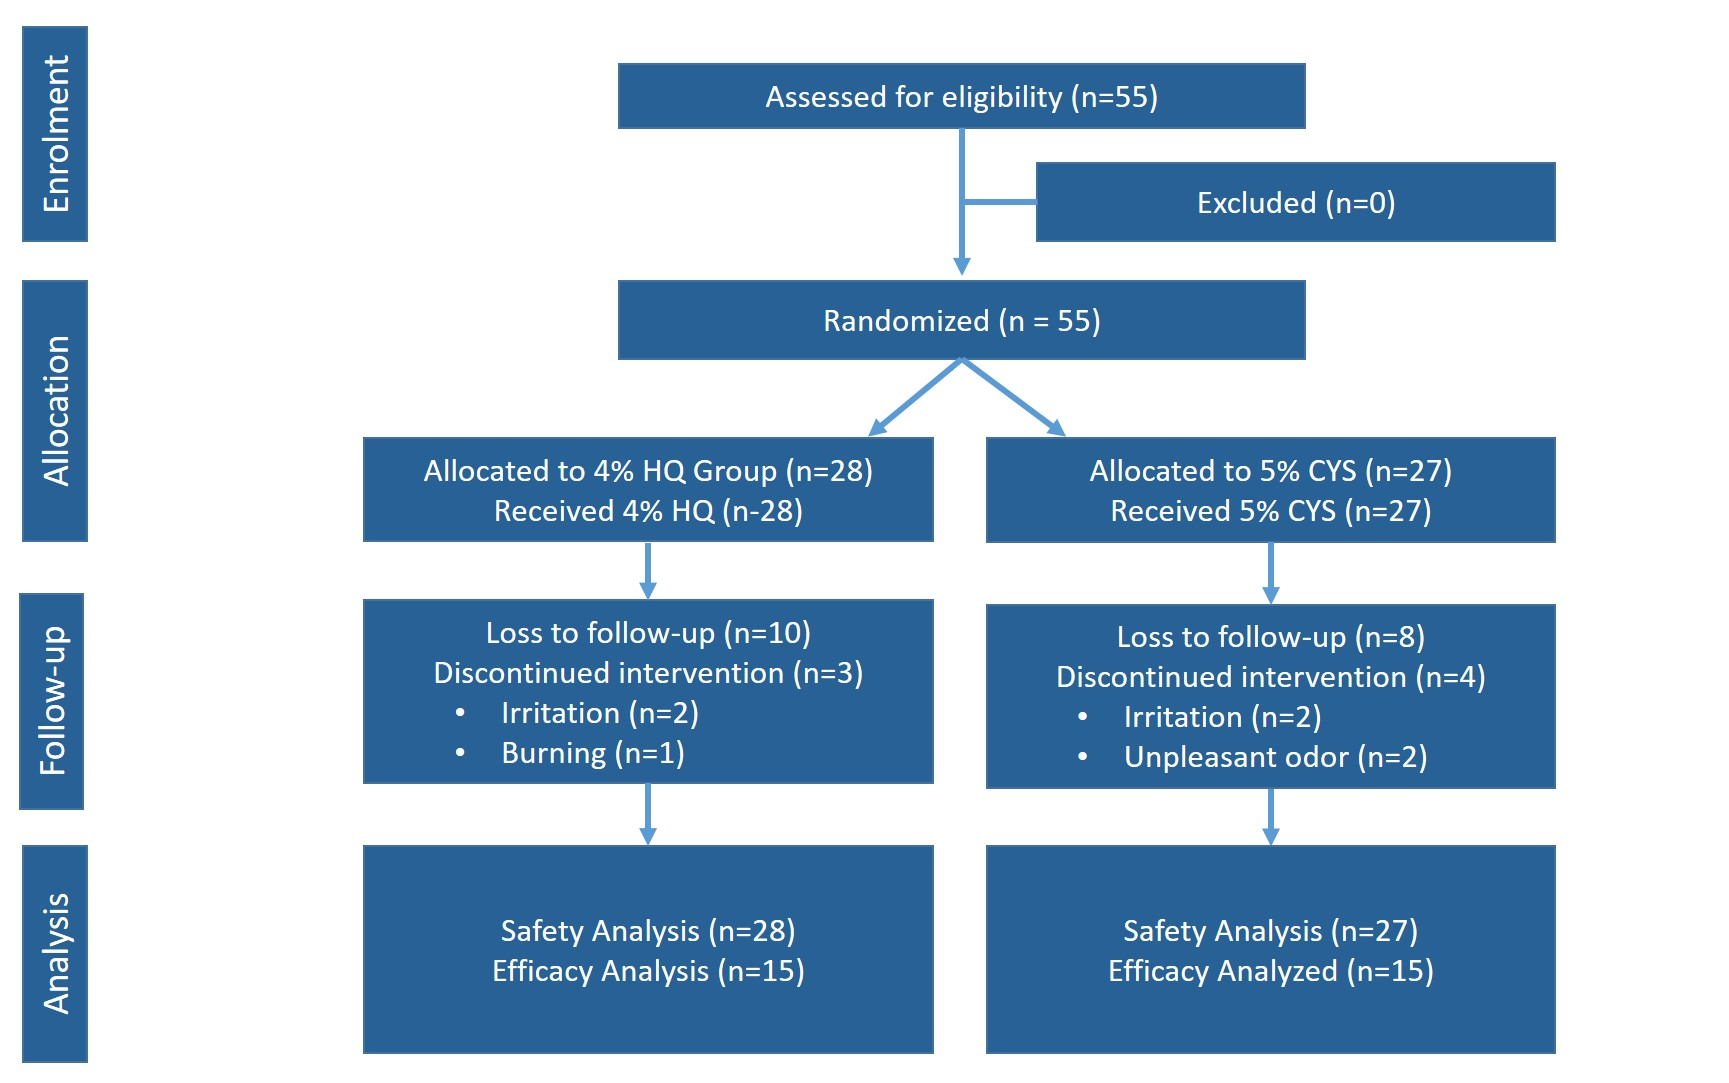 Enrolment
Assessed for eligibility (n=55)
Excluded (n=0)
Allocation
Randomized (n = 55)
Allocated to 4% HQ Group (n=28)
Received 4% HQ (n-28)
Allocated to 5% CYS (n=27)
Received 5% CYS (n=27)
Follow-up
Loss to follow-up (n=10)
Discontinued intervention (n=3)
• Irritation (n=2)
• Burning (n=1)
Loss to follow-up (n=8)
Discontinued intervention (n=4)
• Irritation (n=2)
• Unpleasant odor (n=2)
Analysis
Safety Analysis (n=28)
Efficacy Analysis (n=15)
Safety Analysis (n=27)
Efficacy Analyzed (n=15)